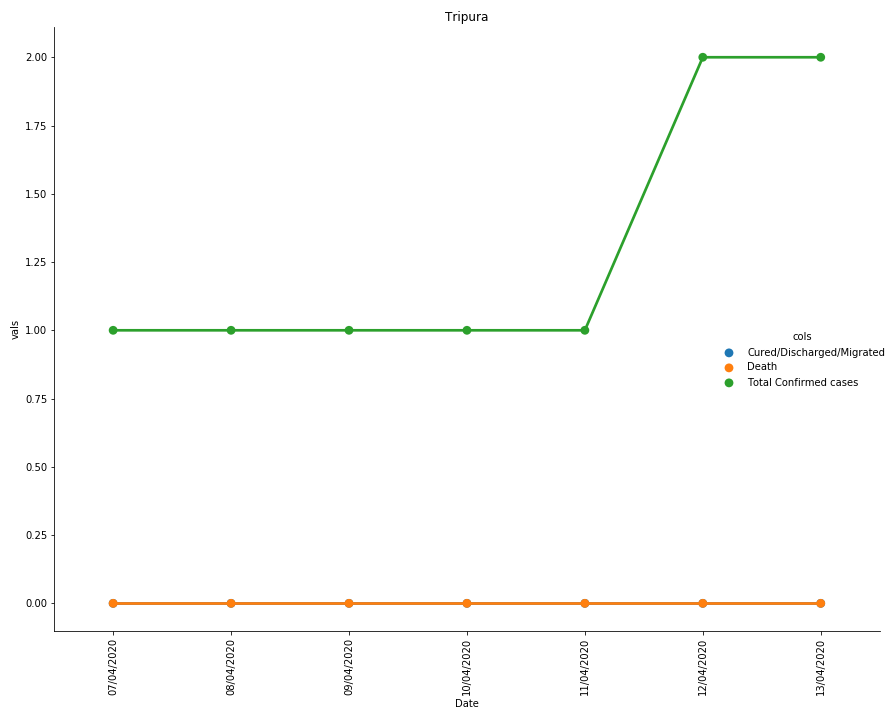 Tripura
2.00
1.75
1.50
1.25
1.00
0.75
0.50
0.25
0.00
vals
cols
Cured/Discharged/Migrated
Death
Total Confirmed cases
07/04/2020
08/04/2020
09/04/2020
10/04/2020
11/04/2020
12/04/2020
13/04/2020
Date